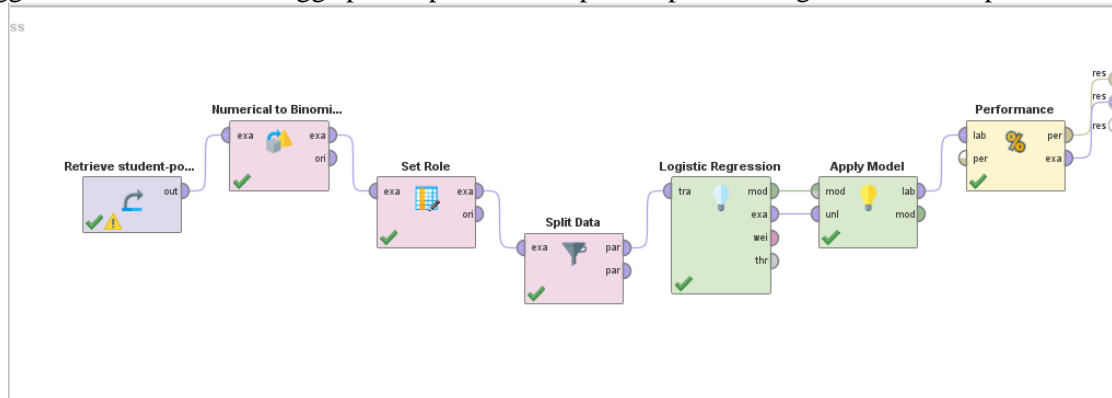 ss
res
res
res
Numerical to Binomi...
exa
exa
ori
Performance
lab
per
per
exa
Retrieve student-po...
out
Set Role
exa
exa
ori
Logistic Regression
tra
mod
exa
wei
thr
Apply Model
mod
lab
unl
mod
Split Data
exa
par
par